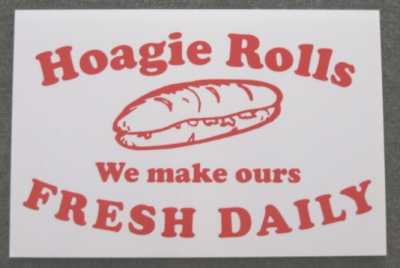 Hoagie Rolls
We make ours
FRESH DAILY